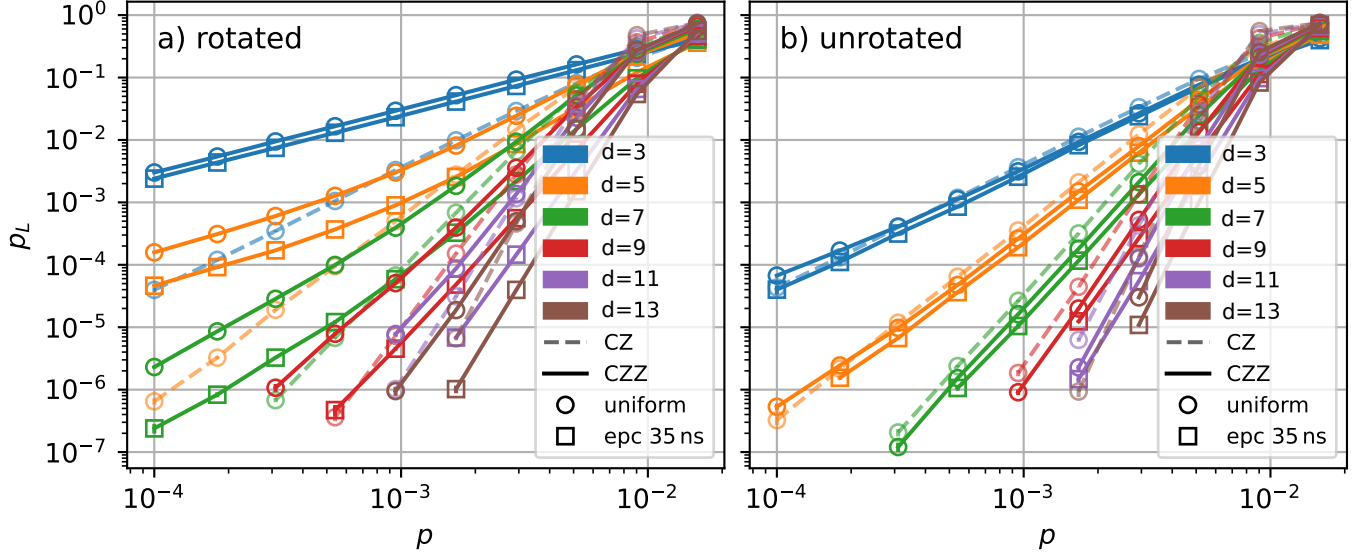 a) rotated
b) unrotated
10^0
10^-1
10^-2
10^-3
10^-4
10^-5
10^-6
10^-7
p_L
d=3
d=5
d=7
d=9
d=11
d=13
CZ
CZZ
uniform
epc 35 ns
d=3
d=5
d=7
d=9
d=11
d=13
CZ
CZZ
uniform
epc 35 ns
10^-4
10^-3
10^-2
10^-4
10^-3
10^-2
p
p